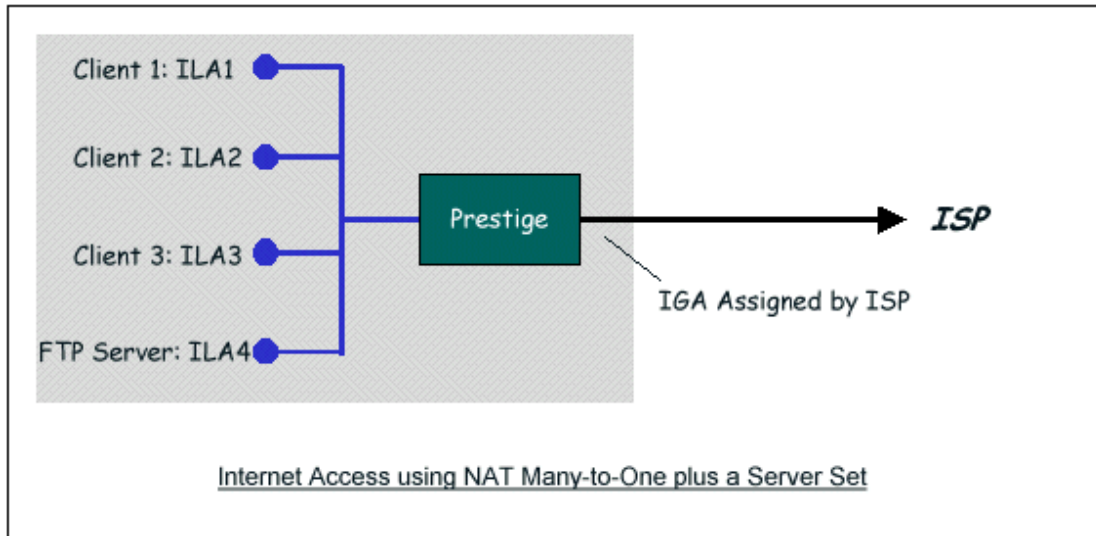 Client 1: ILA1
Client 2: ILA2
Client 3: ILA3
FTP Server: ILA4
Prestige
ISP
IGA Assigned by ISP
Internet Access using NAT Many-to-One plus a Server Set